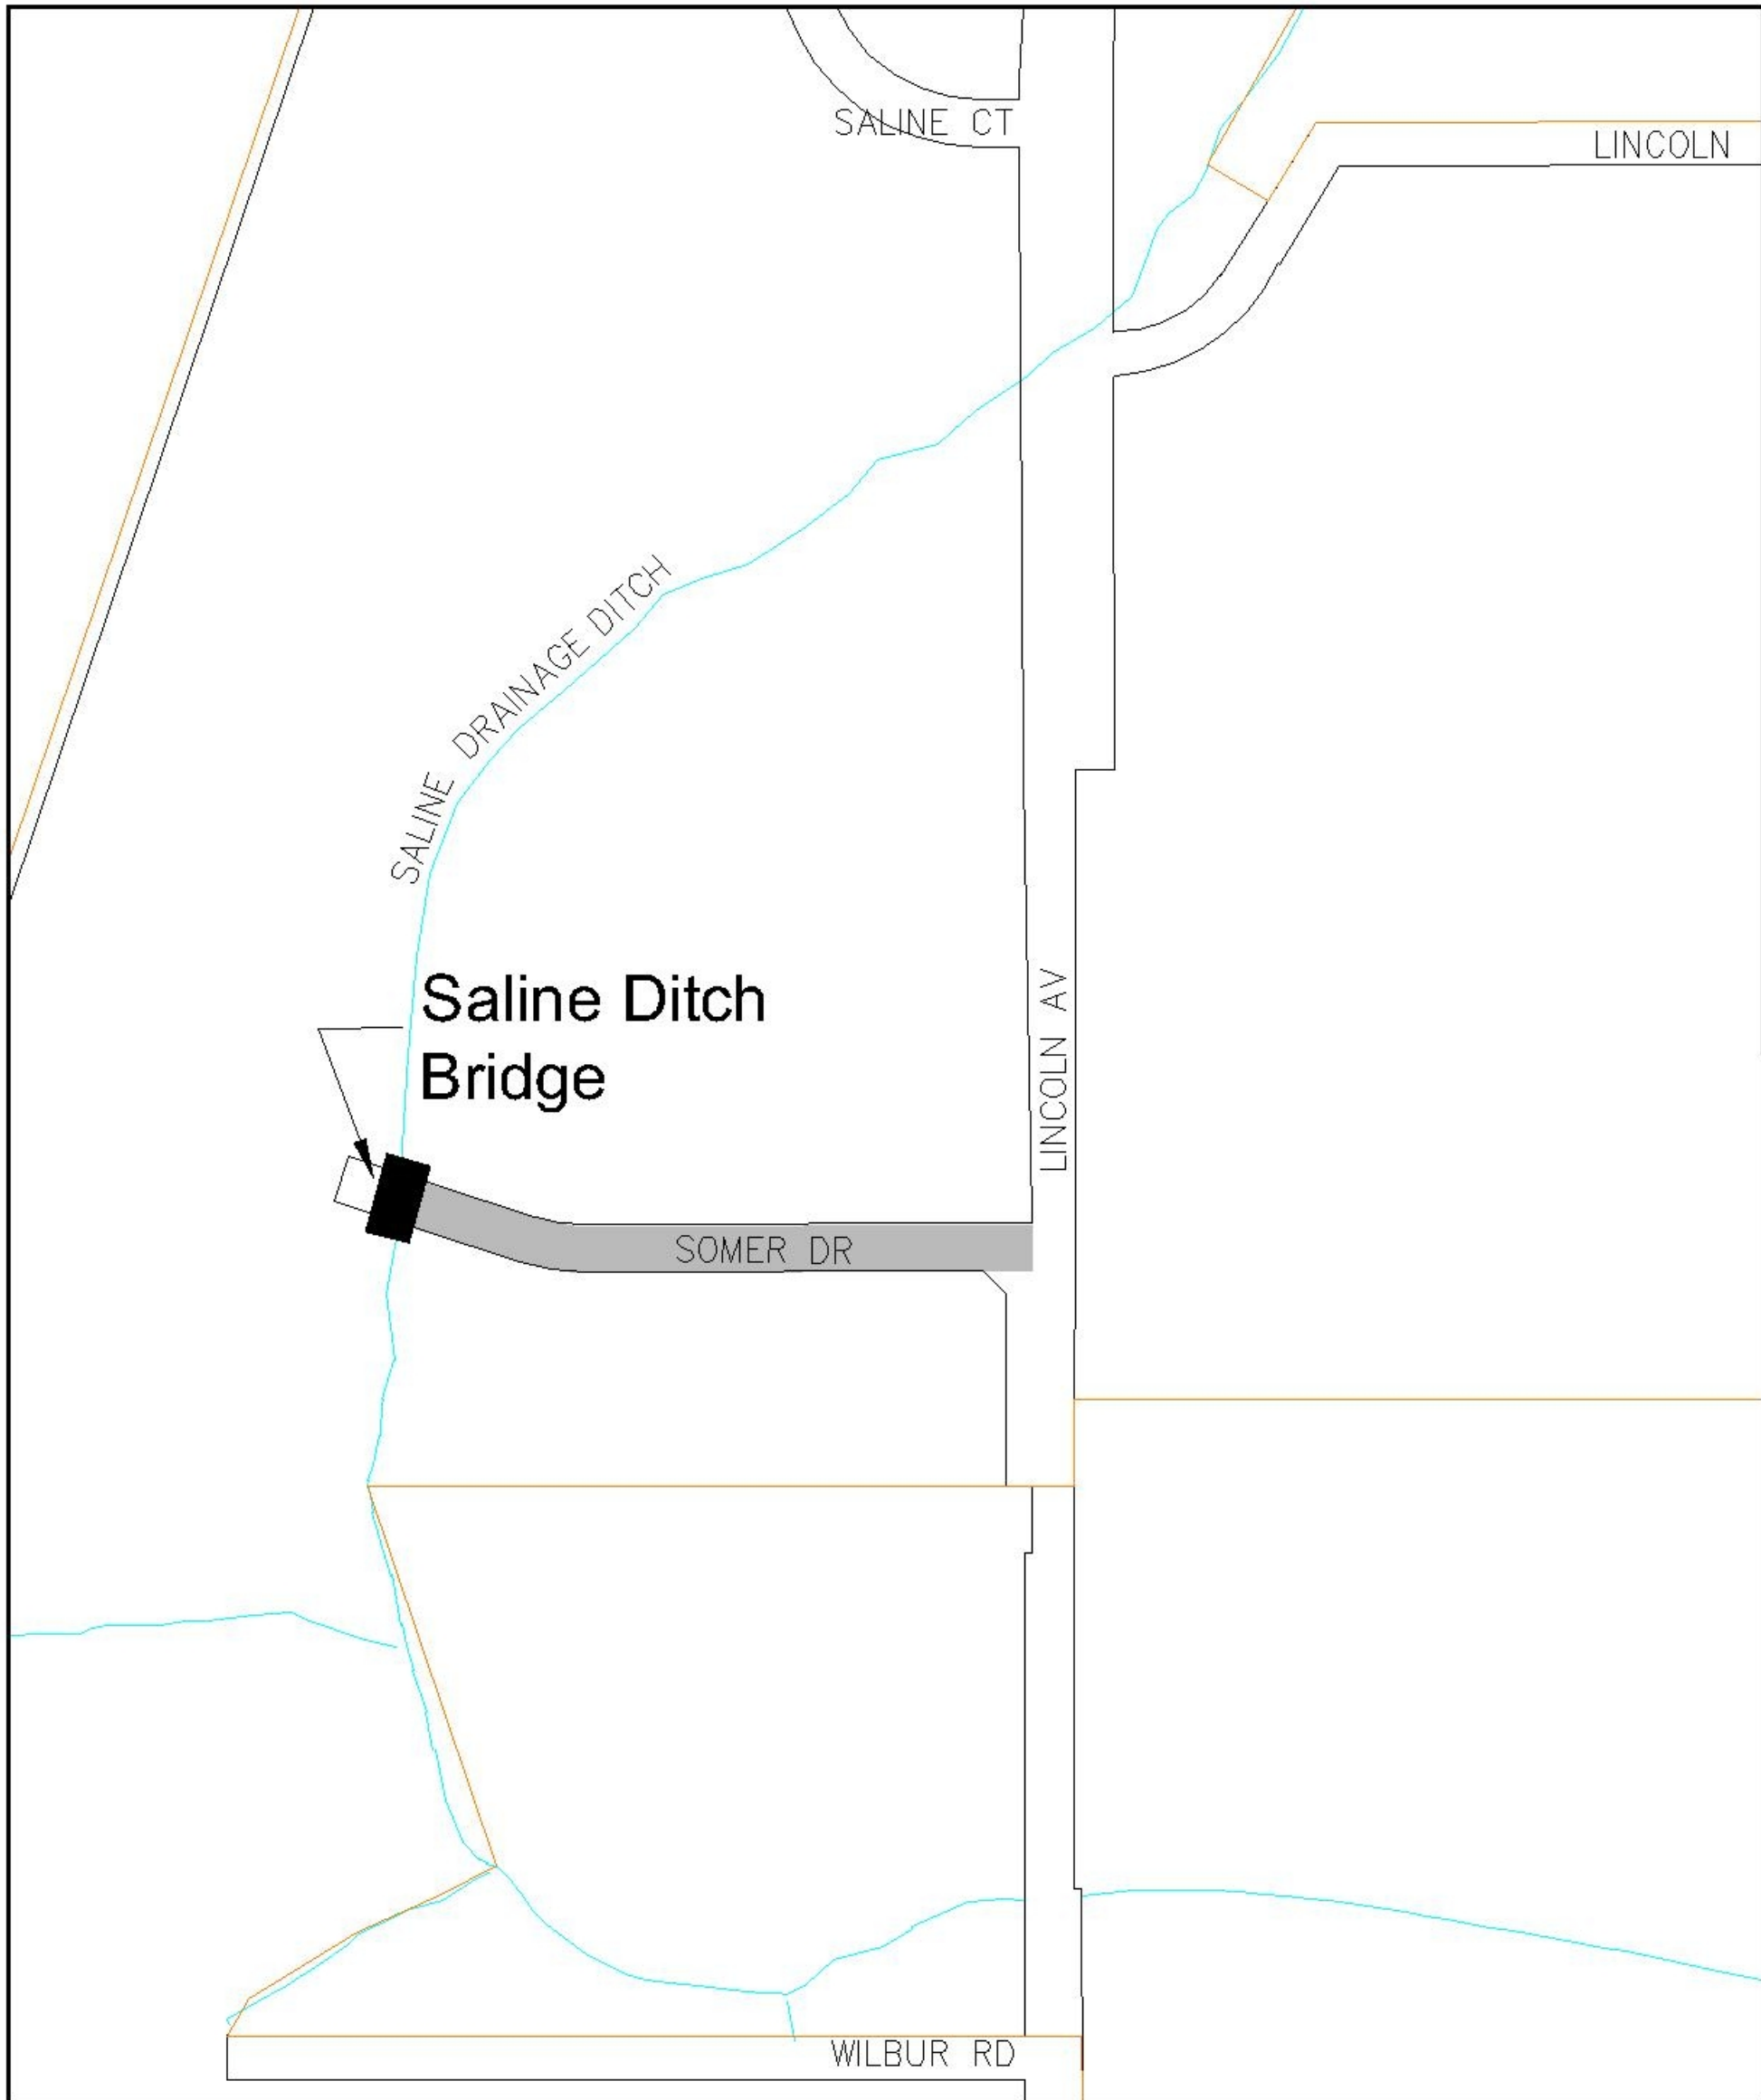 SALINE CT
LINCOLN
SALINE DRAINAGE DITCH
Saline Ditch
Bridge
LINCOLN AV
SOMER DR
WILBUR RD